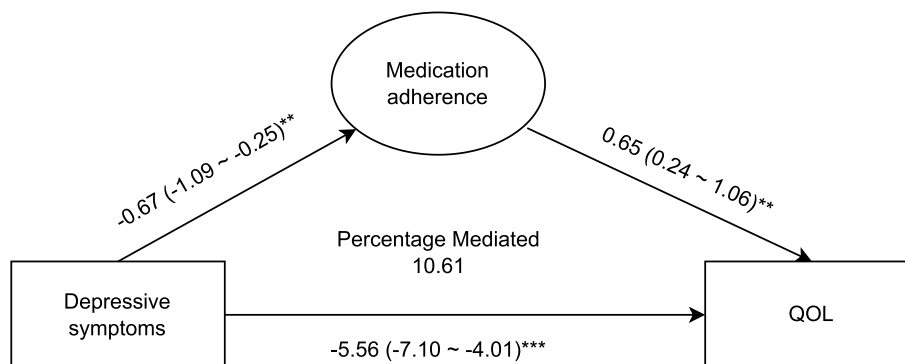 Medication
adherence
-0.67 (-1.09 ~ -0.25)**
0.65 (0.24 ~ 1.06)**
Percentage Mediated
10.61
Depressive
symptoms
QOL
-5.56 (-7.10 ~ -4.01)***